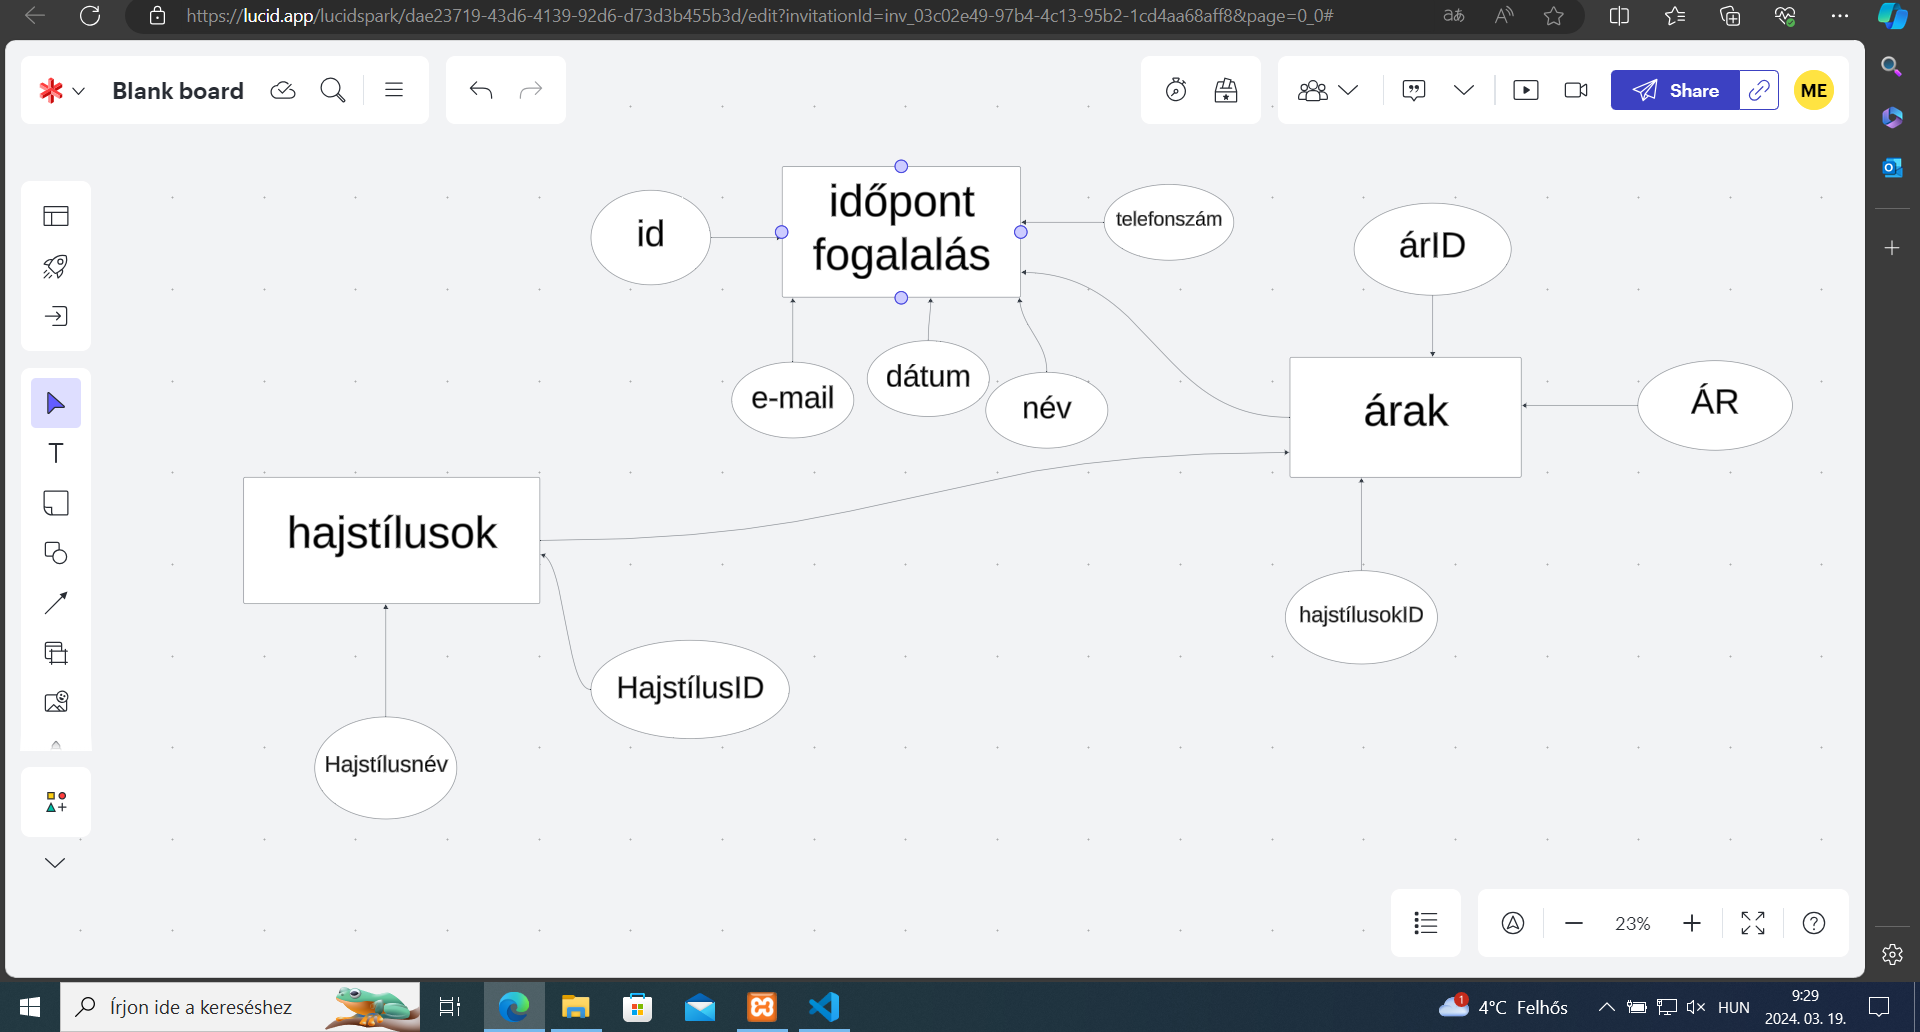 https://lucid.app/lucidspark/dae23719-43d6-4139-92d6-d73d3b455b3d/edit?invitationId=inv_03c02e49-97b4-4c13-95b2-1cd4aa68aff8&page=0_0#
Blank board
Share
ME
id
időpont
fogalalás
telefonszám
árID
e-mail
dátum
név
árak
ÁR
hajstílusok
hajstílusokID
HajstílusID
Hajstílusnév
23%
Írjon ide a kereséshez
1
4°C Felhős
HUN
9:29
2024. 03. 19.